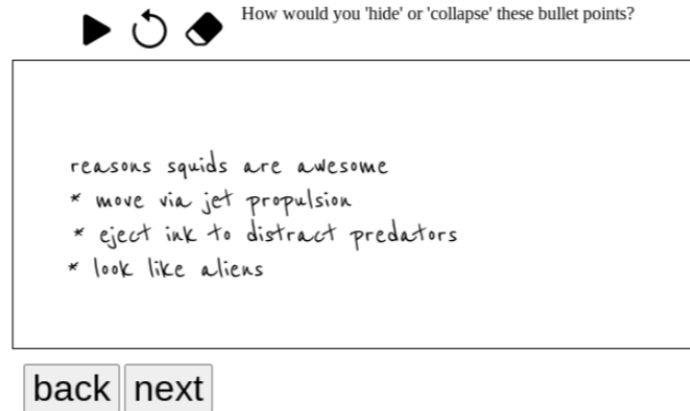 How would you 'hide' or 'collapse' these bullet points?
reasons squids are awesome
* move via jet propulsion
* eject ink to distract predators
* look like aliens
back next